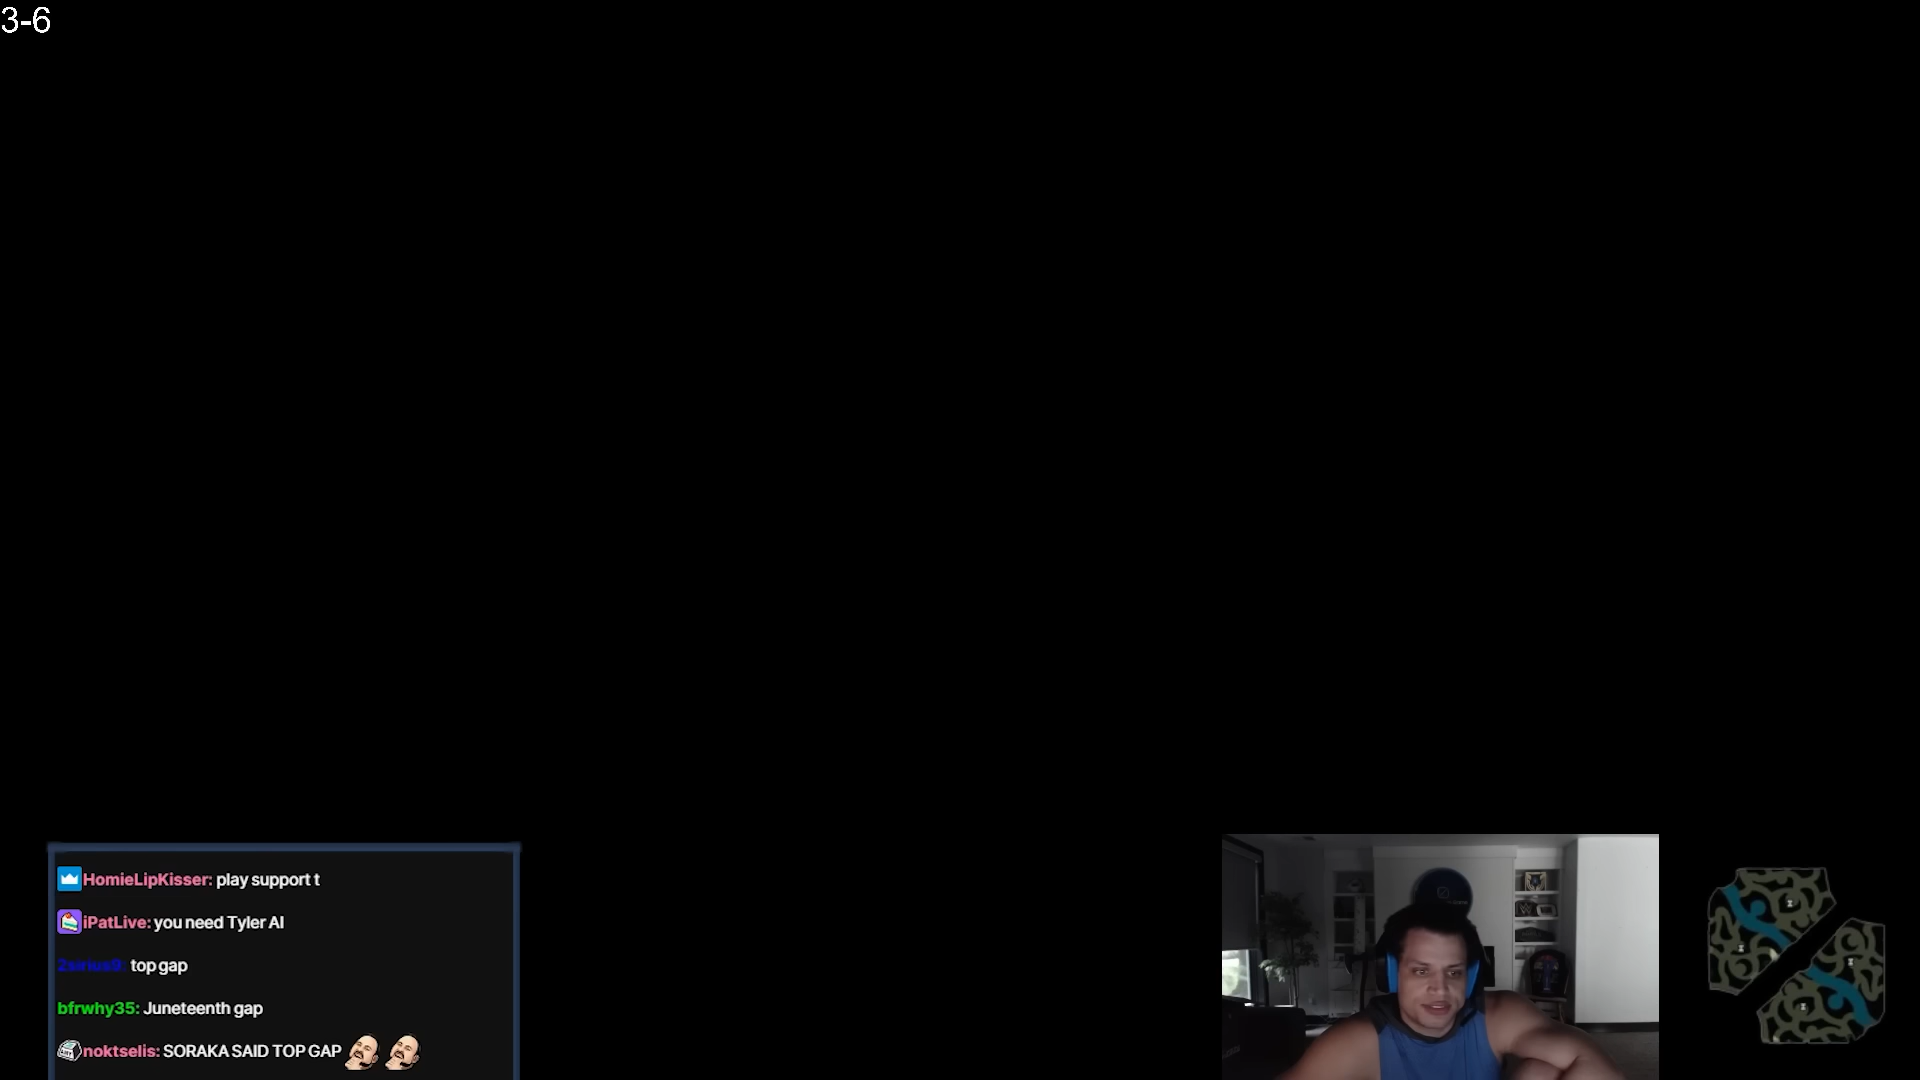 3-6
HomieLipKisser: play support t
iPatLive: you need Tyler AI
2sirius9: top gap
bfrwhy35: Juneteenth gap
noktselis: SORAKA SAID TOP GAP